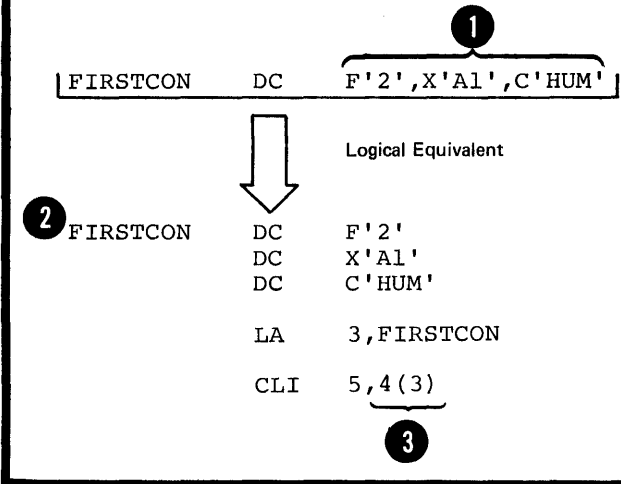 1
FIRSTCON DC F'2',X'A1',C'HUM'
Logical Equivalent
2
FIRSTCON DC F'2'
DC X'A1'
DC C'HUM'
LA 3,FIRSTCON
CLI 5,4(3)
3